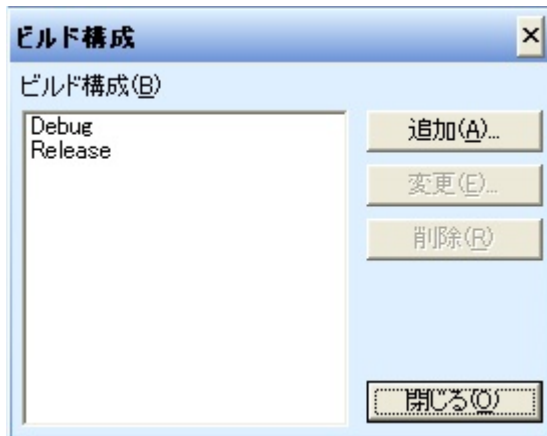 ビルド構成
ビルド構成(B)
Debug
Release
追加(A)...
変更(E)...
削除(R)
閉じる(O)